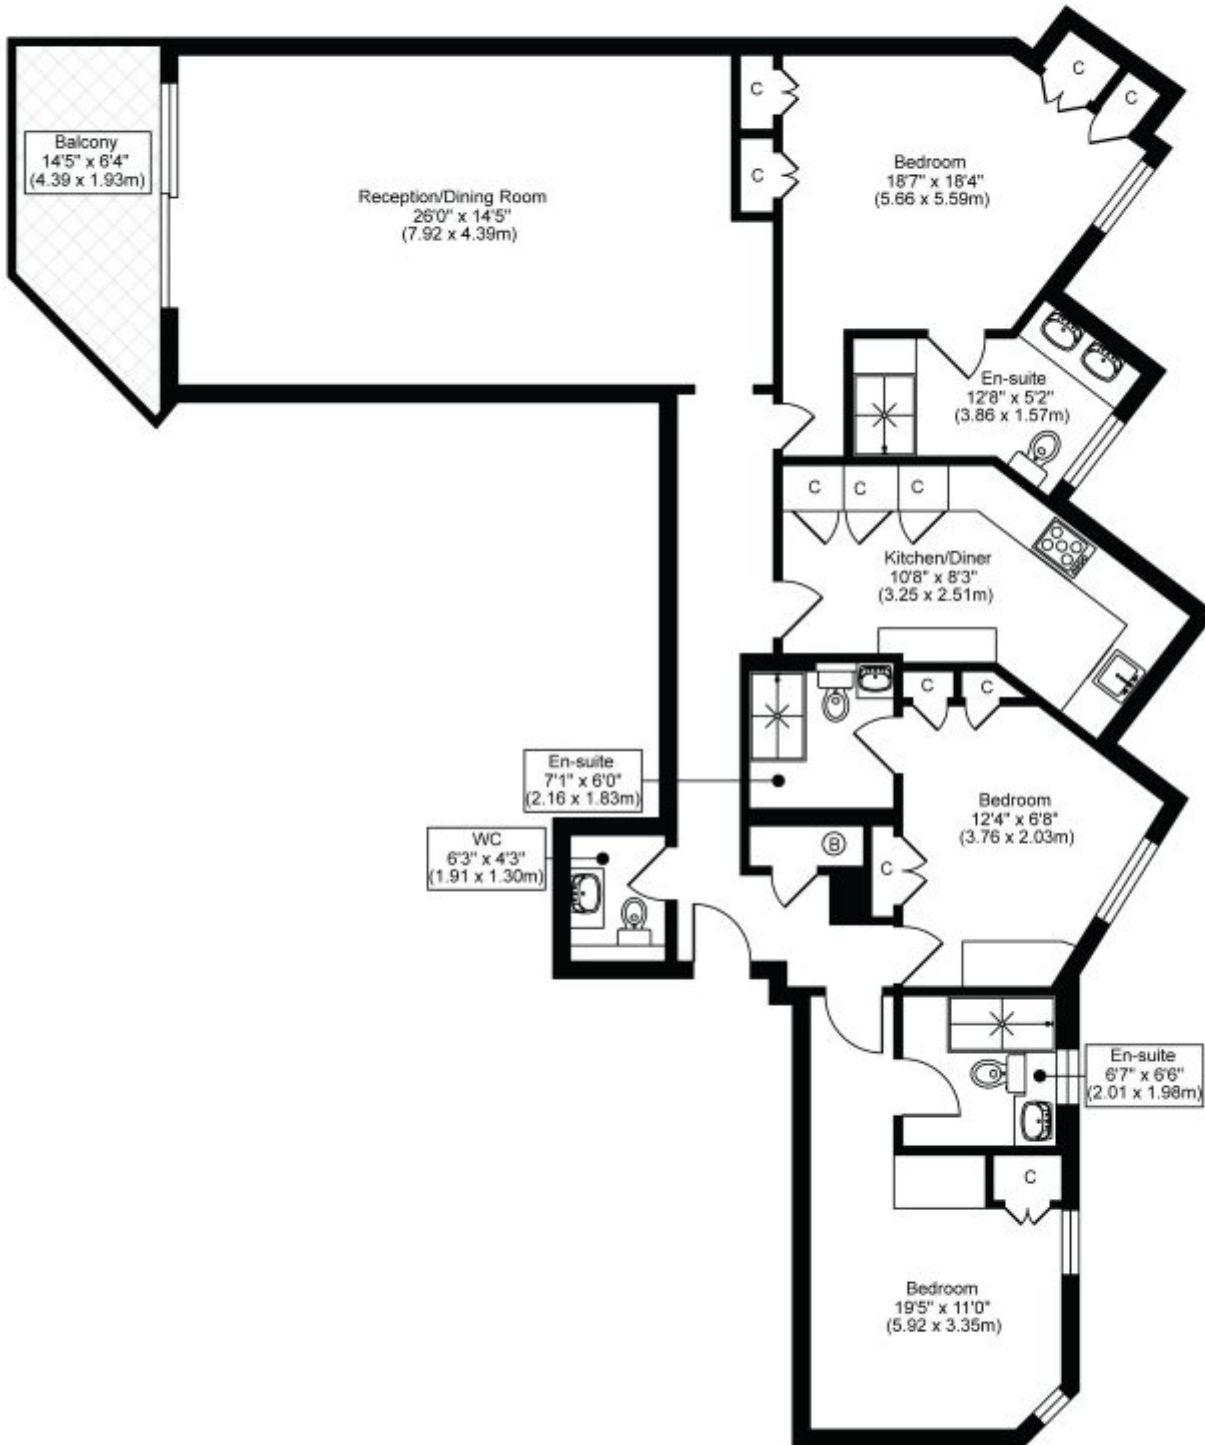 C
C
Balcony
14'5" x 6'4"
(4.39 x 1.93m)
Reception/Dining Room
26'0" x 14'5"
(7.92 x 4.39m)
C
C
Bedroom
18'7" x 18'4"
(5.66 x 5.59m)
En-suite
12'8" x 5'2"
(3.86 x 1.57m)
C
C
C
Kitchen/Diner
10'8" x 8'3"
(3.25 x 2.51m)
C
C
En-suite
7'1" x 6'0"
(2.16 x 1.83m)
Bedroom
12'4" x 6'8"
(3.76 x 2.03m)
WC
6'3" x 4'3"
(1.91 x 1.30m)
B
C
En-suite
6'7" x 6'6"
(2.01 x 1.98m)
C
Bedroom
19'5" x 11'0"
(5.92 x 3.35m)